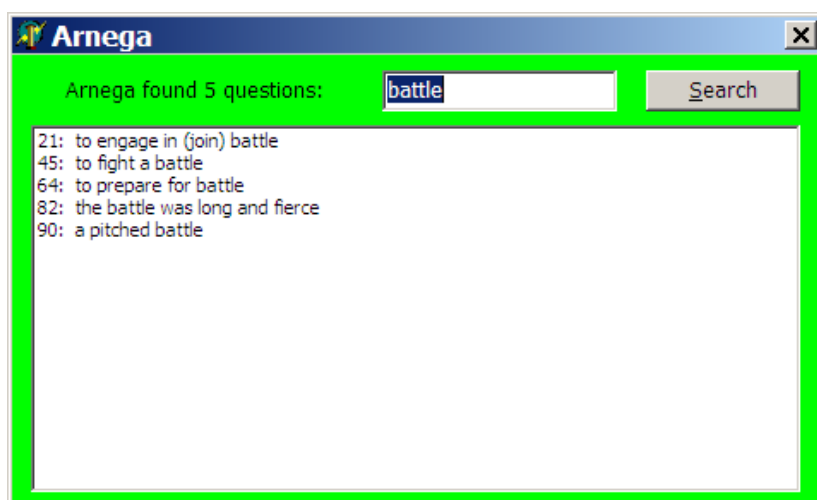 Arnega
Arnega found 5 questions: battle Search
21: to engage in (join) battle
45: to fight a battle
64: to prepare for battle
82: the battle was long and fierce
90: a pitched battle